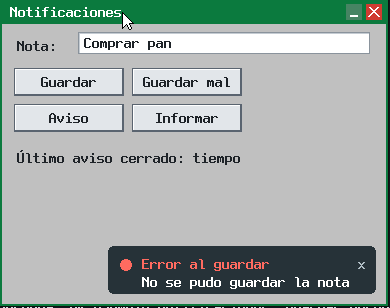 Notificaciones
Nota: Comprar pan
Guardar Guardar mal
Aviso Informar
Último aviso cerrado: tiempo
Error al guardar x
No se pudo guardar la nota